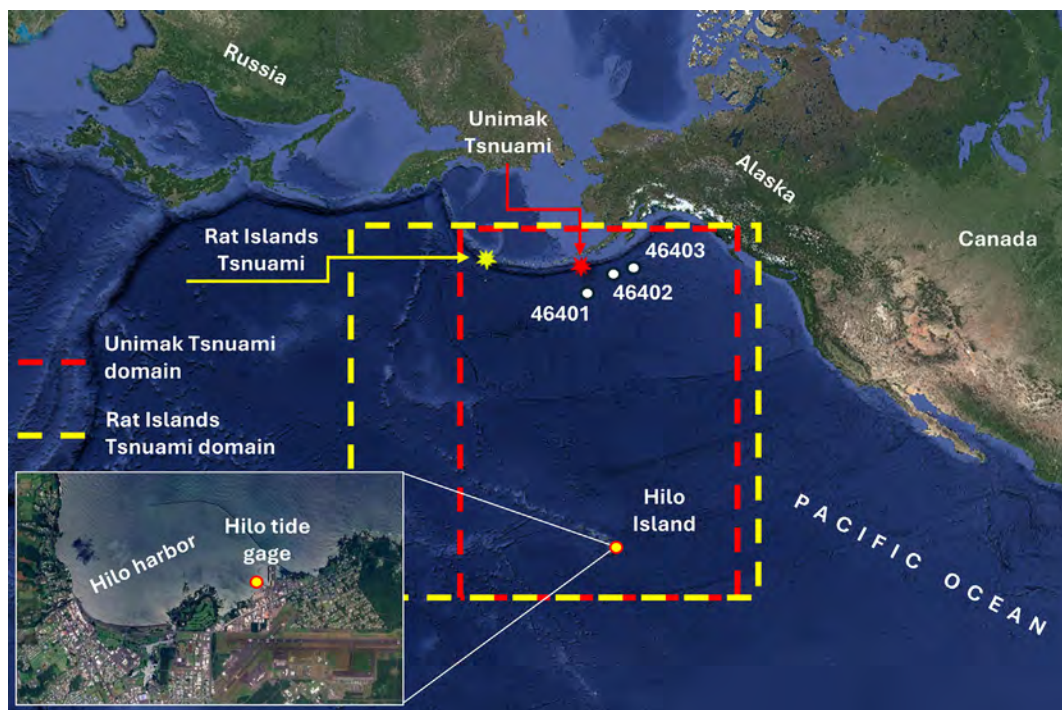 Russia
Unimak
Tsnuami
Alaska
Canada
Rat Islands
Tsnuami
46403
46402
46401
Unimak Tsnuami
domain
Rat Islands
Tsnuami domain
Hilo
Island
PACIFIC OCEAN
Hilo tide
gage
Hilo harbor